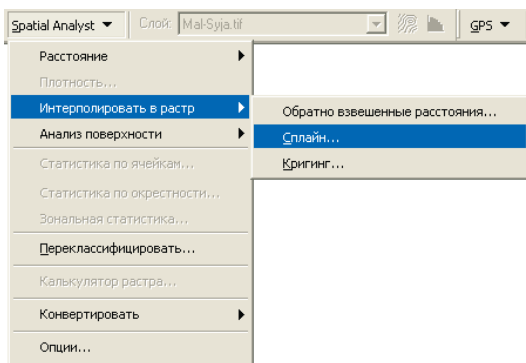 Spatial Analyst Слой: Mal-Syja.tif GPS
Расстояние
Плотность...
Интерполировать в растр
Анализ поверхности
Статистика по ячейкам...
Статистика по окрестности...
Зональная статистика...
Переклассифицировать...
Калькулятор растра...
Конвертировать
Опции...
Обратно взвешенные расстояния...
Сплайн...
Кригинг...